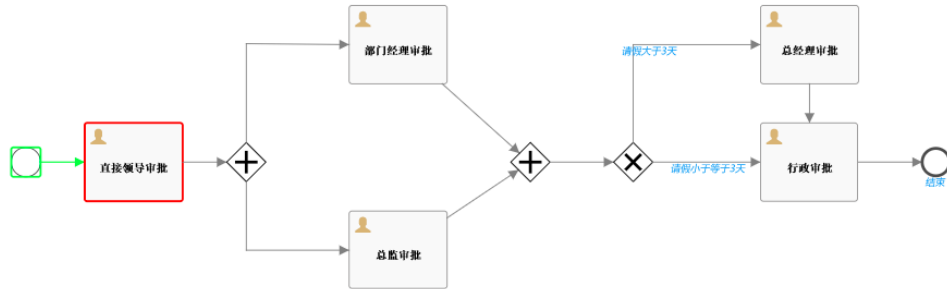 直接领导审批
部门经理审批
总监审批
请假大于3天
请假小于等于3天
总经理审批
行政审批
结束